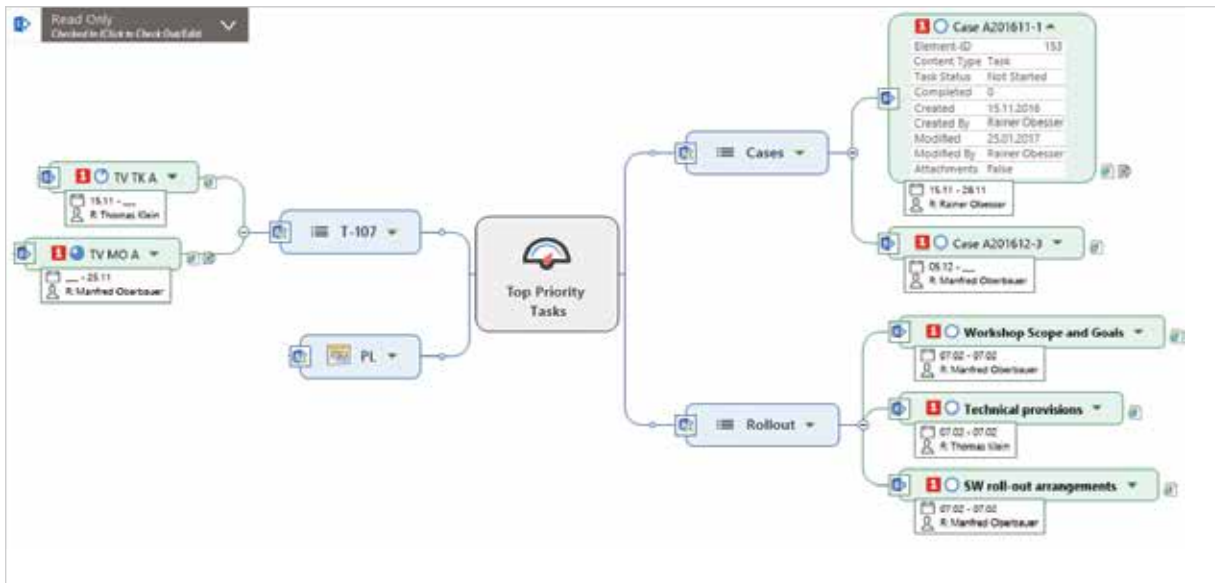 Read Only
Checked In (Click to Check Out/Edit)
TV TK A
15.11 - __
R: Thomas Klein
TV MO A
__ - 25.11
R: Manfred Oberbauer
T-107
PL
Top Priority
Tasks
Cases
Case A201611-1
Element-ID 153
Content Type Task
Task Status Not Started
Completed 0
Created 15.11.2016
Created By Rainer Obesser
Modified 25.01.2017
Modified By Rainer Obesser
Attachments False
15.11 - 28.11
R: Rainer Obesser
Case A201612-3
05.12 - __
R: Manfred Oberbauer
Rollout
Workshop Scope and Goals
07.02 - 07.02
R: Manfred Oberbauer
Technical provisions
07.02 - 07.02
R: Thomas Klein
SW roll-out arrangements
07.02 - 07.02
R: Manfred Oberbauer